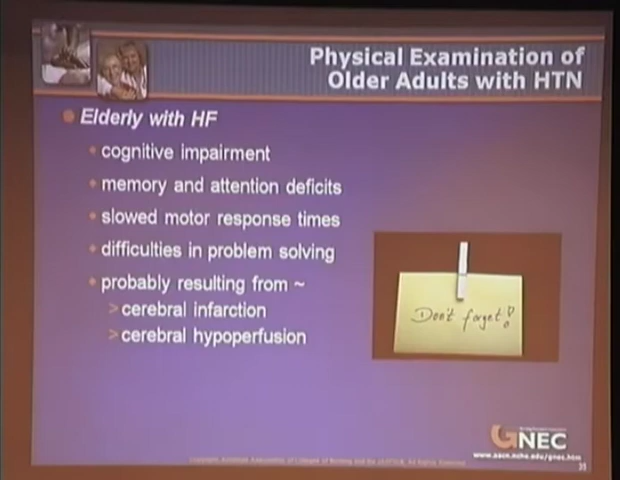 Physical Examination of
Older Adults with HTN
Elderly with HF
cognitive impairment
memory and attention deficits
slowed motor response times
difficulties in problem solving
probably resulting from ~
> cerebral infarction
> cerebral hypoperfusion
Don't forget!
GNEC
www.aacn.nche.edu/gnec.htm